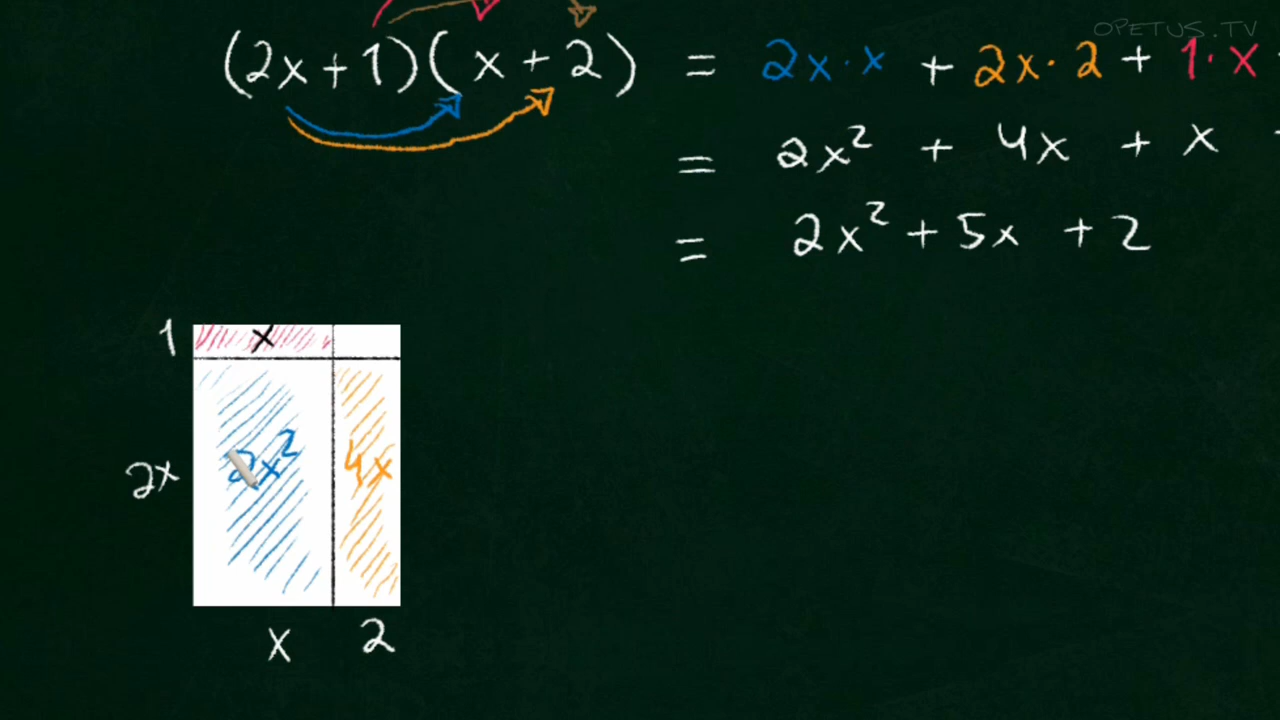 OPETUS.TV
(2x+1)(x+2) = 2x·x + 2x·2 + 1·x
= 2x² + 4x + x
= 2x² + 5x + 2
1 x
2x 2x² 4x
x 2